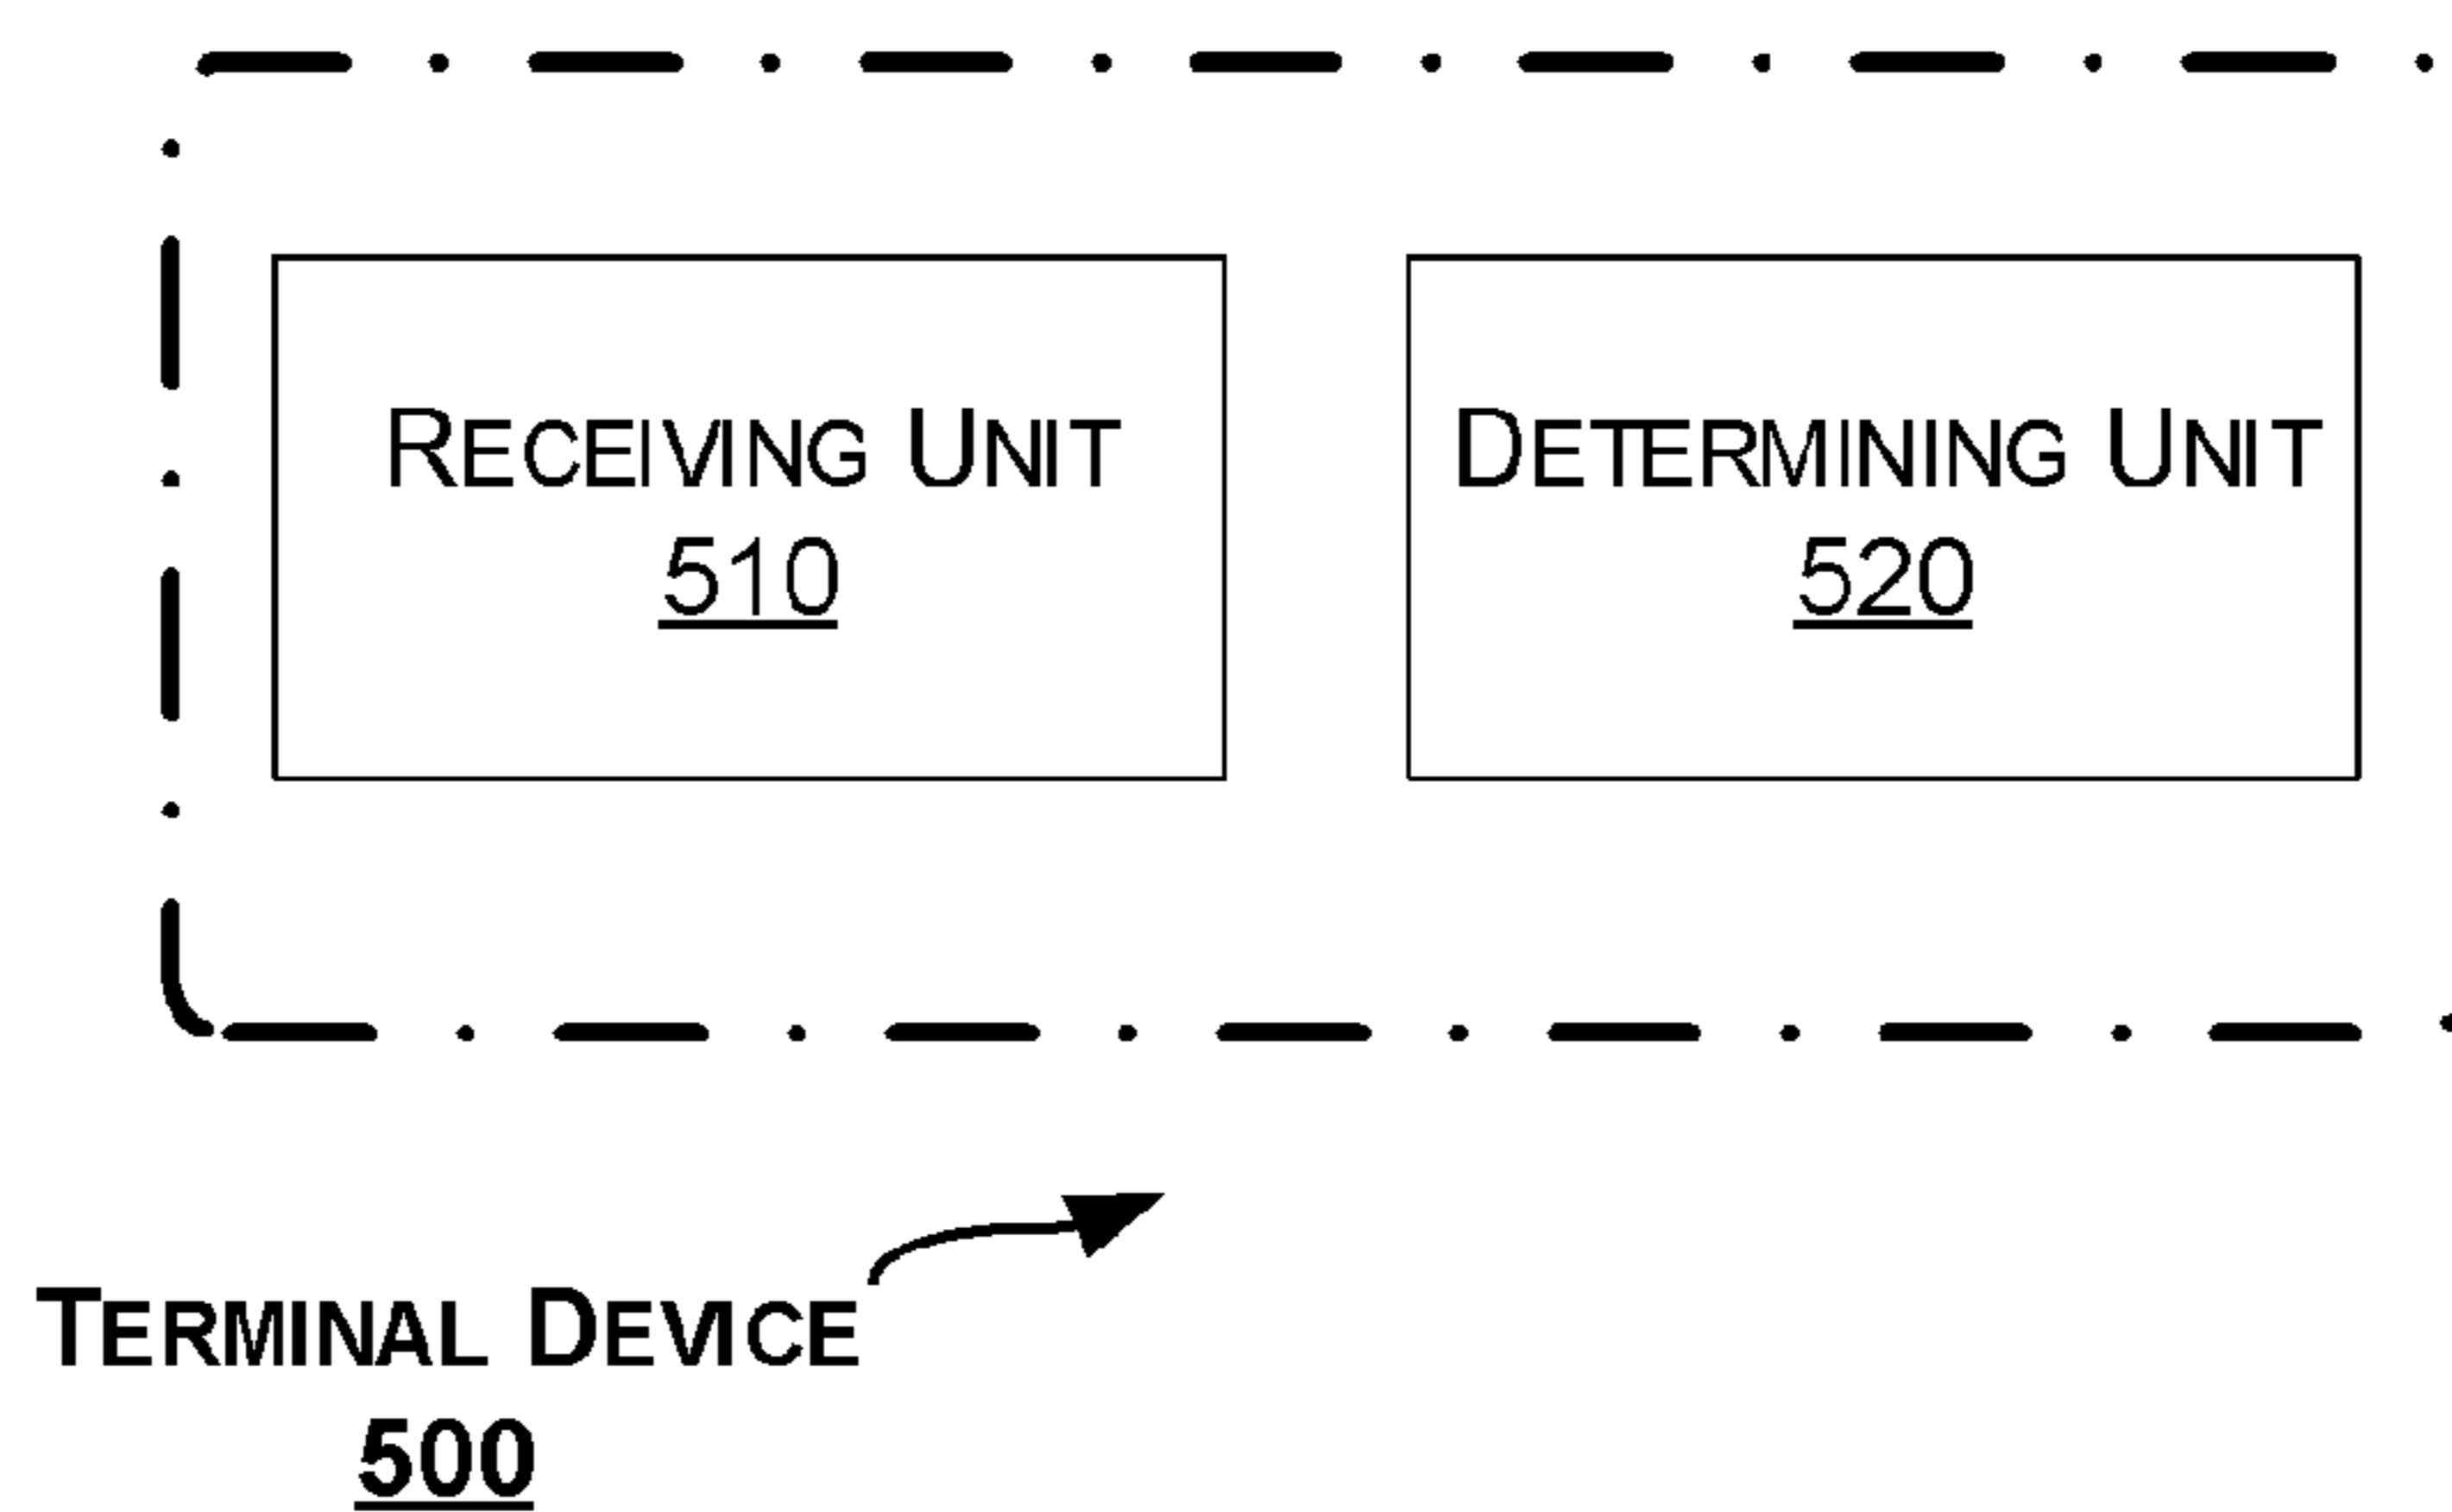 RECEIVING UNIT
510
DETERMINING UNIT
520
TERMINAL DEVICE
500